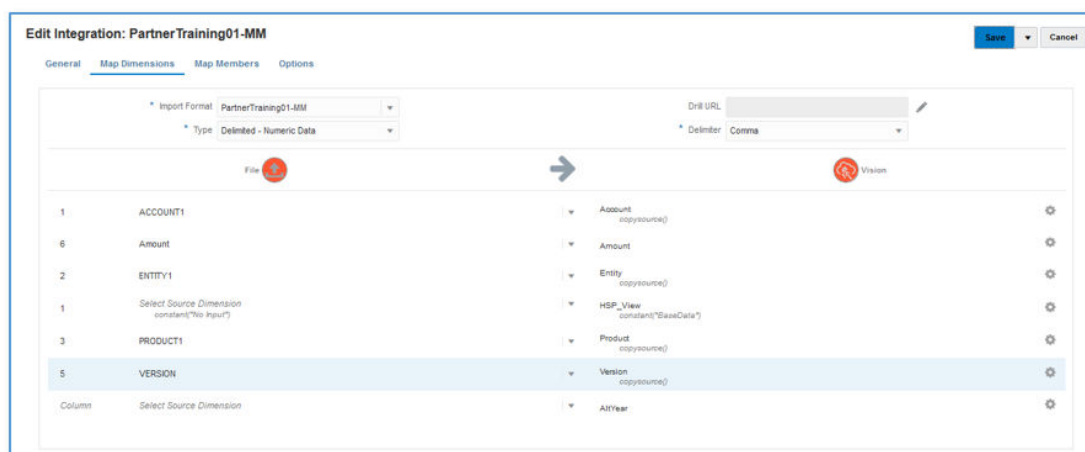 Edit Integration: PartnerTraining01-MM
Save Cancel
General Map Dimensions Map Members Options
* Import Format PartnerTraining01-MM Drill URL
* Type Delimited - Numeric Data * Delimiter Comma
File Vision
1 ACCOUNT1 Account
copysource()
6 Amount Amount
2 ENTITY1 Entity
copysource()
1 Select Source Dimension HSP_View
constant("No Input") constant("BaseData")
3 PRODUCT1 Product
copysource()
5 VERSION Version
copysource()
Column Select Source Dimension AltYear